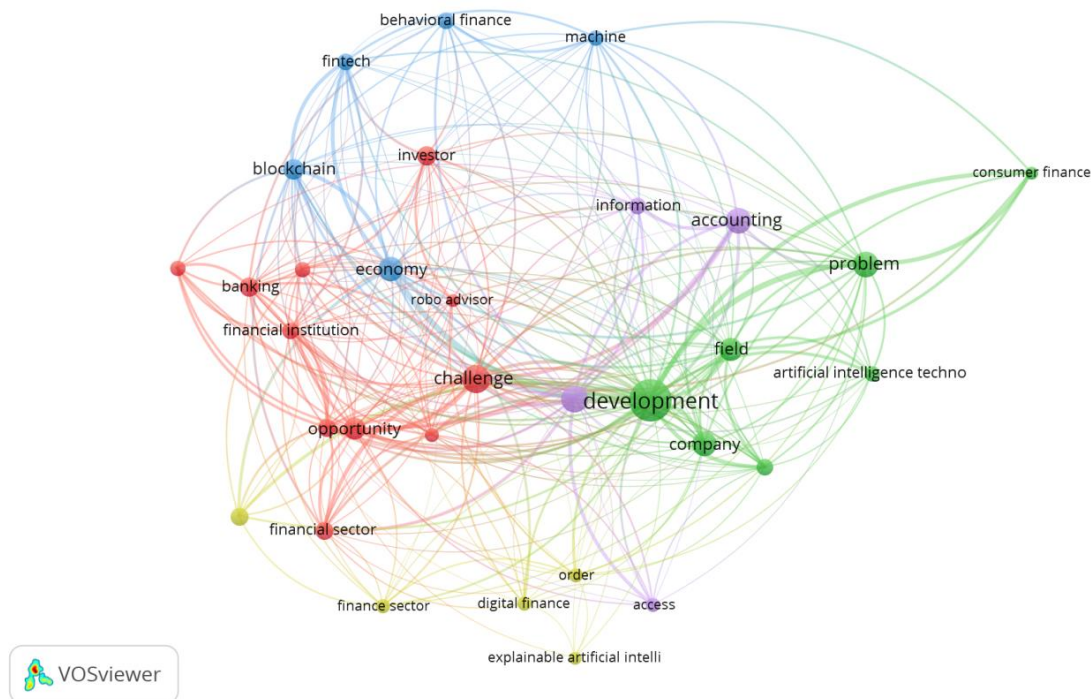 behavioral finance
machine
fintech
investor
blockchain
consumer finance
information
accounting
problem
economy
banking
robo advisor
financial institution
field
challenge
artificial intelligence techno
development
opportunity
company
financial sector
order
finance sector
digital finance
access
explainable artificial intelli
VOSviewer